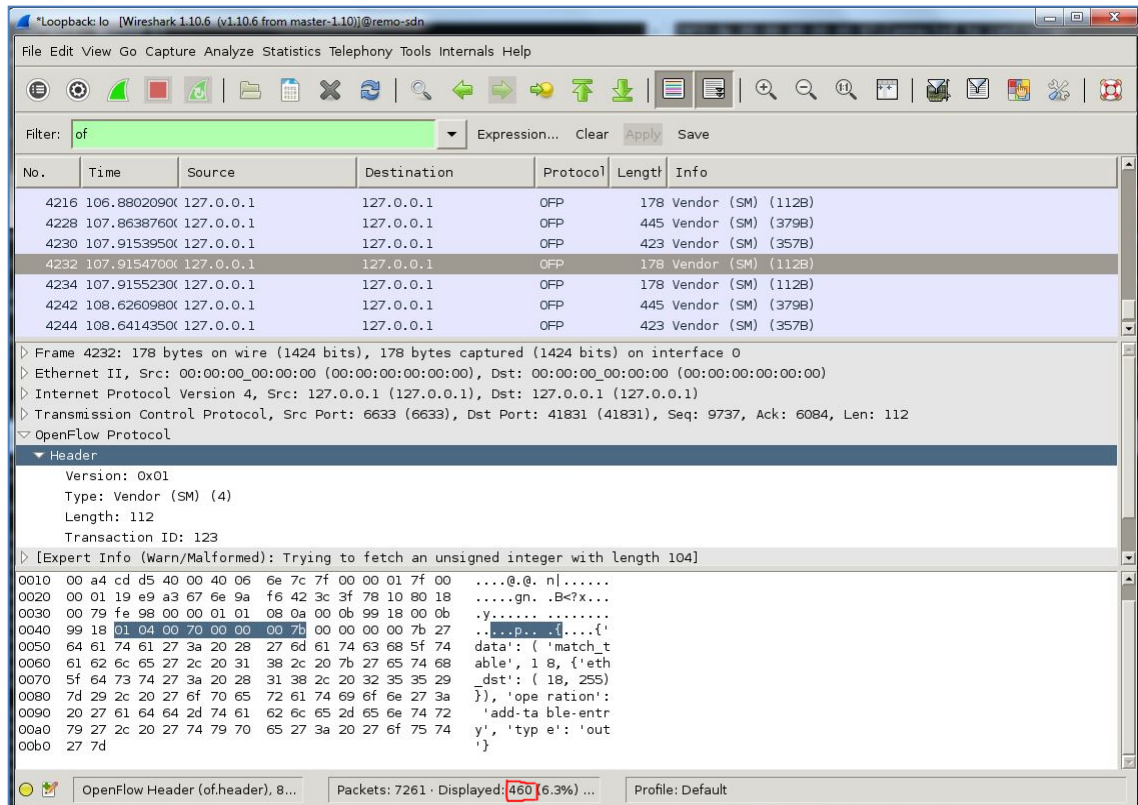 *Loopback: lo [Wireshark 1.10.6 (v1.10.6 from master-1.10)]@remo-sdn
File Edit View Go Capture Analyze Statistics Telephony Tools Internals Help
Filter: of Expression... Clear Apply Save
No. Time Source Destination Protocol Length Info
4216 106.8802090( 127.0.0.1 127.0.0.1 OFP 178 Vendor (SM) (112B)
4228 107.8638760( 127.0.0.1 127.0.0.1 OFP 445 Vendor (SM) (379B)
4230 107.9153950( 127.0.0.1 127.0.0.1 OFP 423 Vendor (SM) (357B)
4232 107.9154700( 127.0.0.1 127.0.0.1 OFP 178 Vendor (SM) (112B)
4234 107.9155230( 127.0.0.1 127.0.0.1 OFP 178 Vendor (SM) (112B)
4242 108.6260980( 127.0.0.1 127.0.0.1 OFP 445 Vendor (SM) (379B)
4244 108.6414350( 127.0.0.1 127.0.0.1 OFP 423 Vendor (SM) (357B)
Frame 4232: 178 bytes on wire (1424 bits), 178 bytes captured (1424 bits) on interface 0
Ethernet II, Src: 00:00:00_00:00:00 (00:00:00:00:00:00), Dst: 00:00:00_00:00:00 (00:00:00:00:00:00)
Internet Protocol Version 4, Src: 127.0.0.1 (127.0.0.1), Dst: 127.0.0.1 (127.0.0.1)
Transmission Control Protocol, Src Port: 6633 (6633), Dst Port: 41831 (41831), Seq: 9737, Ack: 6084, Len: 112
OpenFlow Protocol
Header
Version: 0x01
Type: Vendor (SM) (4)
Length: 112
Transaction ID: 123
[Expert Info (Warn/Malformed): Trying to fetch an unsigned integer with length 104]
0010 00 a4 cd d5 40 00 40 06 6e 7c 7f 00 00 01 7f 00 ....@.@. n|......
0020 00 01 19 e9 a3 67 6e 9a f6 42 3c 3f 78 10 80 18 .....gn. .B<?x...
0030 00 79 fe 98 00 00 01 01 08 0a 00 0b 99 18 00 0b .y...... ........
0040 99 18 01 04 00 70 00 00 00 7b 00 00 00 00 7b 27 .....p.. .{....{'
0050 64 61 74 61 27 3a 20 28 27 6d 61 74 63 68 5f 74 data': ( 'match_t
0060 61 62 6c 65 27 2c 20 31 38 2c 20 7b 27 65 74 68 able', 1 8, {'eth
0070 5f 64 73 74 27 3a 20 28 31 38 2c 20 32 35 35 29 _dst': ( 18, 255)
0080 7d 29 2c 20 27 6f 70 65 72 61 74 69 6f 6e 27 3a }), 'ope ration':
0090 20 27 61 64 64 2d 74 61 62 6c 65 2d 65 6e 74 72 'add-ta ble-entr
00a0 79 27 2c 20 27 74 79 70 65 27 3a 20 27 6f 75 74 y', 'typ e': 'out
00b0 27 7d '}
OpenFlow Header (of.header), 8... Packets: 7261 · Displayed: 460 (6.3%) ... Profile: Default